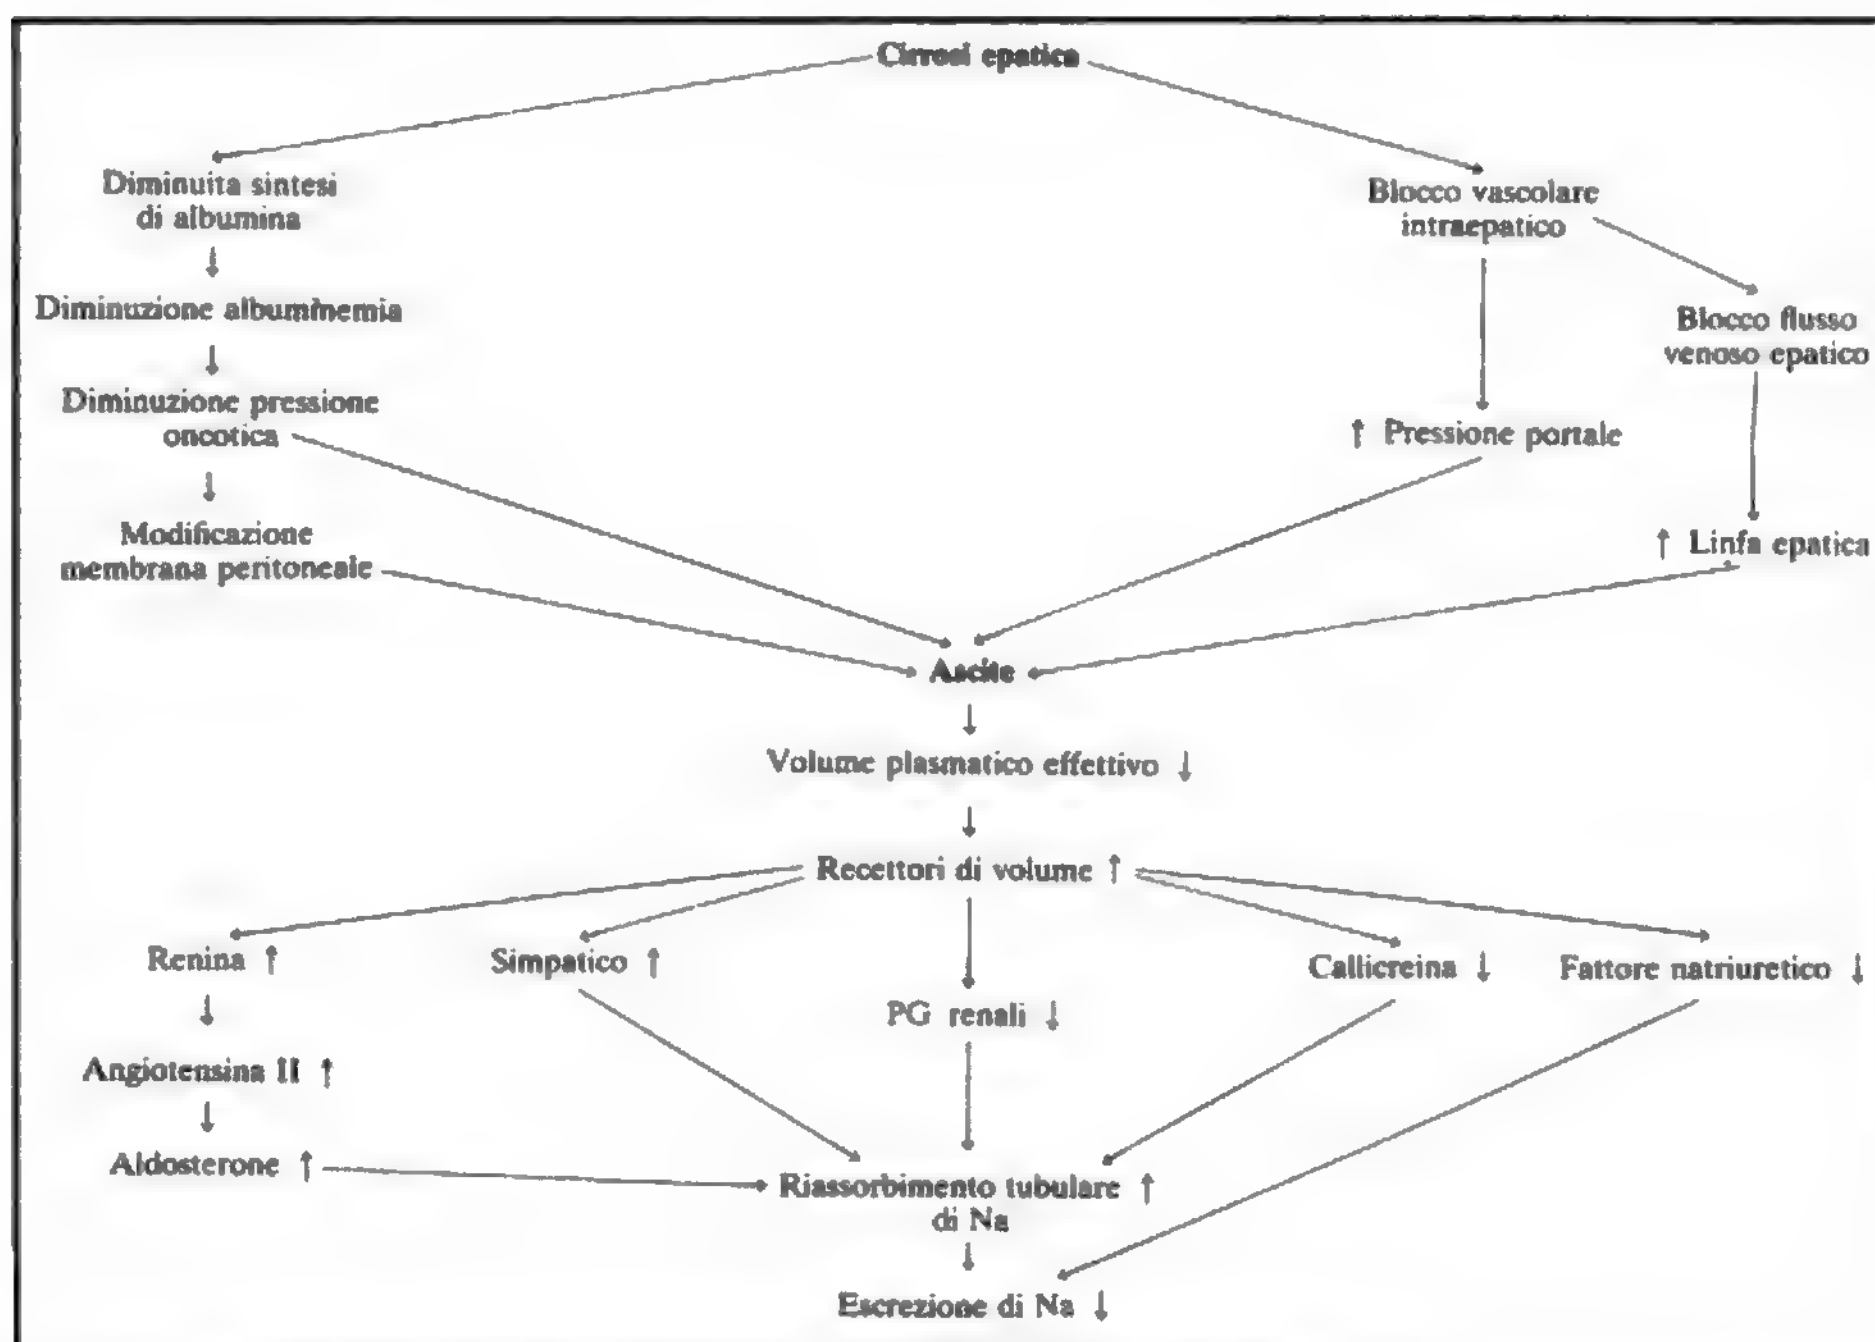 Cirrosi epatica
Diminuita sintesi
di albumina
Blocco vascolare
intraepatico
Diminuzione albuminemia
Blocco flusso
venoso epatico
Diminuzione pressione
oncotica
↑ Pressione portale
Modificazione
membrana peritoneale
↑ Linfa epatica
Ascite
Volume plasmatico effettivo ↓
Recettori di volume ↑
Renina ↑
Simpatico ↑
Callicreina ↓
Fattore natriuretico ↓
PG renali ↓
Angiotensina II ↑
Aldosterone ↑
Riassorbimento tubulare ↑
di Na
Escrezione di Na ↓